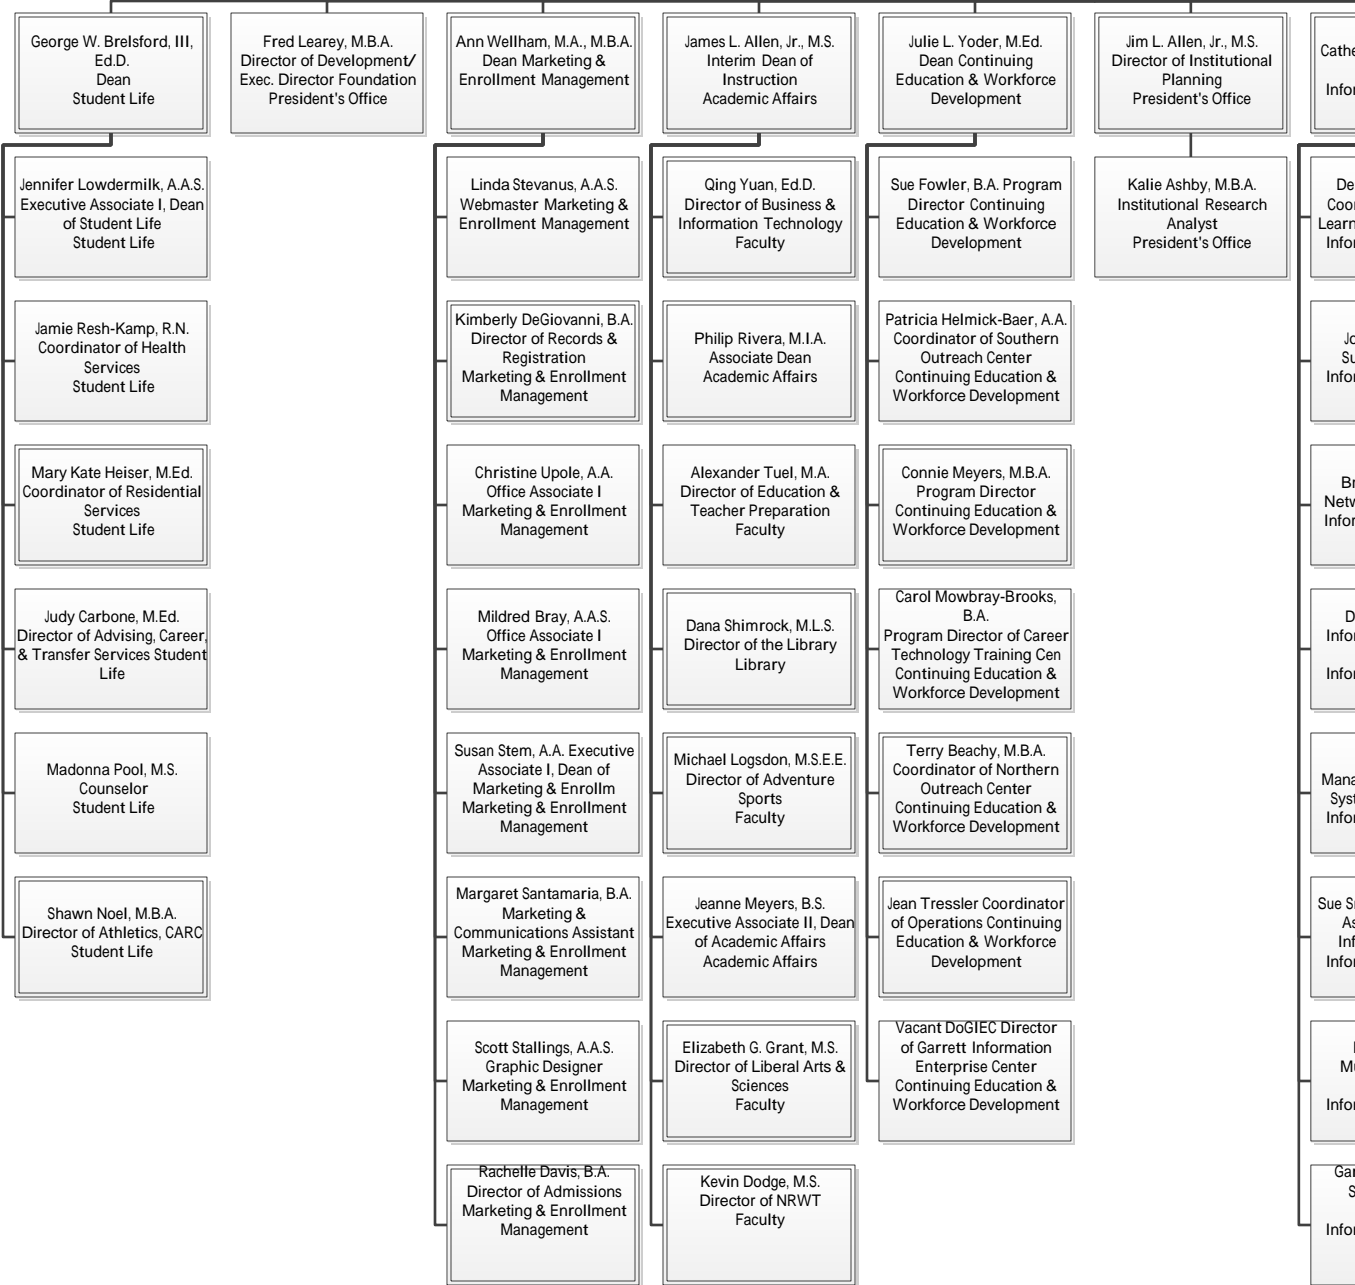 George W. Brelsford, III,
Ed.D.
Dean
Student Life
Fred Learey, M.B.A.
Director of Development/
Exec. Director Foundation
President's Office
Ann Wellham, M.A., M.B.A.
Dean Marketing &
Enrollment Management
James L. Allen, Jr., M.S.
Interim Dean of
Instruction
Academic Affairs
Julie L. Yoder, M.Ed.
Dean Continuing
Education & Workforce
Development
Jim L. Allen, Jr., M.S.
Director of Institutional
Planning
President's Office
Jennifer Lowdermilk, A.A.S.
Executive Associate I, Dean
of Student Life
Student Life
Jamie Resh-Kamp, R.N.
Coordinator of Health
Services
Student Life
Mary Kate Heiser, M.Ed.
Coordinator of Residential
Services
Student Life
Judy Carbone, M.Ed.
Director of Advising, Career,
& Transfer Services Student
Life
Madonna Pool, M.S.
Counselor
Student Life
Shawn Noel, M.B.A.
Director of Athletics, CARC
Student Life
Linda Stevanus, A.A.S.
Webmaster Marketing &
Enrollment Management
Kimberly DeGiovanni, B.A.
Director of Records &
Registration
Marketing & Enrollment
Management
Christine Upole, A.A.
Office Associate I
Marketing & Enrollment
Management
Mildred Bray, A.A.S.
Office Associate I
Marketing & Enrollment
Management
Susan Stem, A.A. Executive
Associate I, Dean of
Marketing & Enrollm
Marketing & Enrollment
Management
Margaret Santamaria, B.A.
Marketing &
Communications Assistant
Marketing & Enrollment
Management
Scott Stallings, A.A.S.
Graphic Designer
Marketing & Enrollment
Management
Rachelle Davis, B.A.
Director of Admissions
Marketing & Enrollment
Management
Qing Yuan, Ed.D.
Director of Business &
Information Technology
Faculty
Philip Rivera, M.I.A.
Associate Dean
Academic Affairs
Alexander Tuel, M.A.
Director of Education &
Teacher Preparation
Faculty
Dana Shimrock, M.L.S.
Director of the Library
Library
Michael Logsdon, M.S.E.E.
Director of Adventure
Sports
Faculty
Jeanne Meyers, B.S.
Executive Associate II, Dean
of Academic Affairs
Academic Affairs
Elizabeth G. Grant, M.S.
Director of Liberal Arts &
Sciences
Faculty
Kevin Dodge, M.S.
Director of NRWT
Faculty
Sue Fowler, B.A. Program
Director Continuing
Education & Workforce
Development
Patricia Helmick-Baer, A.A.
Coordinator of Southern
Outreach Center
Continuing Education &
Workforce Development
Connie Meyers, M.B.A.
Program Director
Continuing Education &
Workforce Development
Carol Mowbray-Brooks,
B.A.
Program Director of Career
Technology Training Cen
Continuing Education &
Workforce Development
Terry Beachy, M.B.A.
Coordinator of Northern
Outreach Center
Continuing Education &
Workforce Development
Jean Tressler Coordinator
of Operations Continuing
Education & Workforce
Development
Vacant DoGIEC Director
of Garrett Information
Enterprise Center
Continuing Education &
Workforce Development
Kalie Ashby, M.B.A.
Institutional Research
Analyst
President's Office
Sue